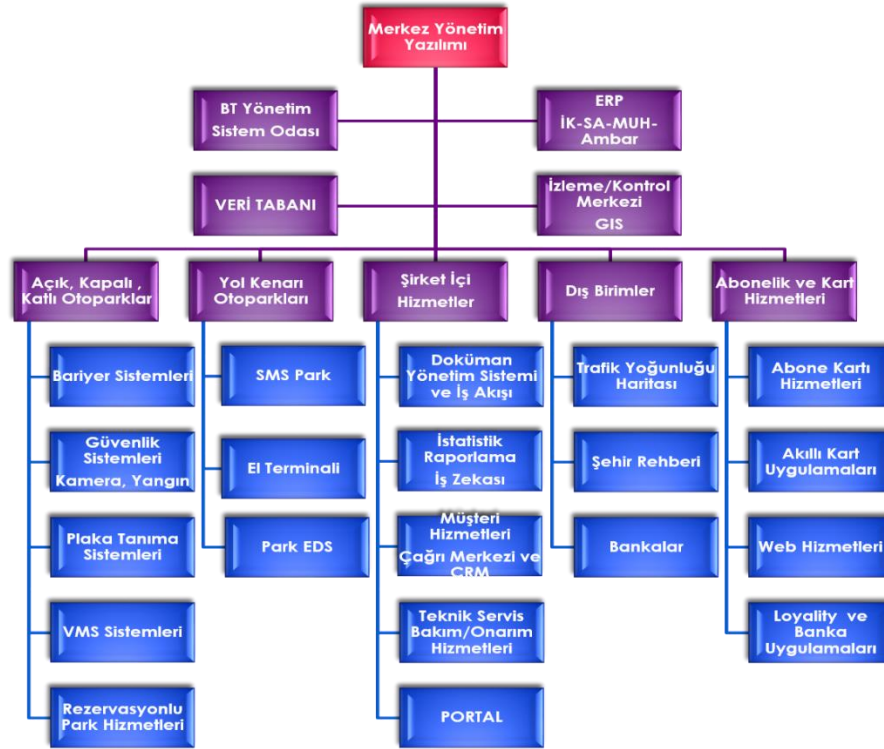 Merkez Yönetim
Yazılımı
BT Yönetim
Sistem Odası
ERP
İK-SA-MUH-
Ambar
VERİ TABANI
İzleme/Kontrol
Merkezi
GIS
Açık, Kapalı ,
Katlı Otoparklar
Yol Kenarı
Otoparkları
Şirket İçi
Hizmetler
Dış Birimler
Abonelik ve Kart
Hizmetleri
Bariyer Sistemleri
Güvenlik
Sistemleri
Kamera, Yangın
Plaka Tanıma
Sistemleri
VMS Sistemleri
Rezervasyonlu
Park Hizmetleri
SMS Park
El Terminali
Park EDS
Doküman
Yönetim Sistemi
ve İş Akışı
İstatistik
Raporlama
İş Zekası
Müşteri
Hizmetleri
Çağrı Merkezi ve
CRM
Teknik Servis
Bakım/Onarım
Hizmetleri
PORTAL
Trafik Yoğunluğu
Haritası
Şehir Rehberi
Bankalar
Abone Kartı
Hizmetleri
Akıllı Kart
Uygulamaları
Web Hizmetleri
Loyality ve
Banka
Uygulamaları